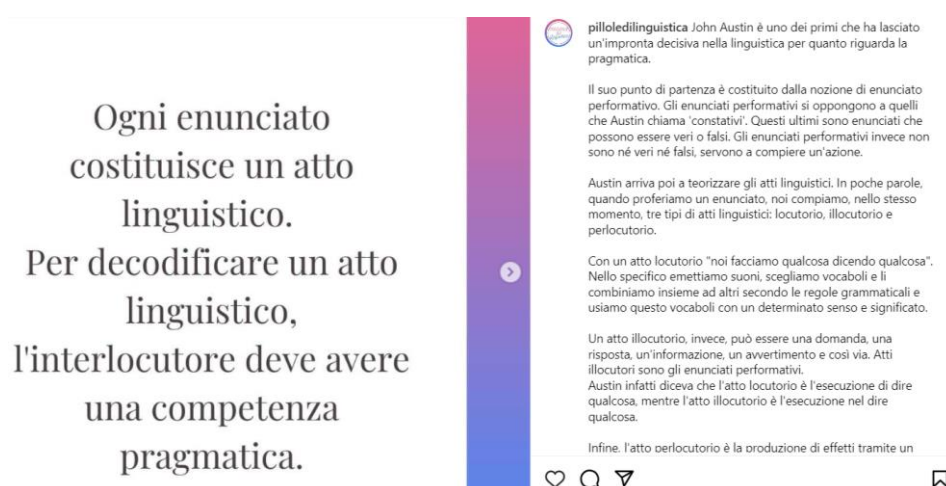 Ogni enunciato
costituisce un atto
linguistico.
Per decodificare un atto
linguistico,
l'interlocutore deve avere
una competenza
pragmatica.
pilloledilinguistica John Austin è uno dei primi che ha lasciato
un'impronta decisiva nella linguistica per quanto riguarda la
pragmatica.
Il suo punto di partenza è costituito dalla nozione di enunciato
performativo. Gli enunciati performativi si oppongono a quelli
che Austin chiama 'constativi'. Questi ultimi sono enunciati che
possono essere veri o falsi. Gli enunciati performativi invece non
sono né veri né falsi, servono a compiere un'azione.
Austin arriva poi a teorizzare gli atti linguistici. In poche parole,
quando proferiamo un enunciato, noi compiamo, nello stesso
momento, tre tipi di atti linguistici: locutorio, illocutorio e
perlocutorio.
Con un atto locutorio "noi facciamo qualcosa dicendo qualcosa".
Nello specifico emettiamo suoni, scegliamo vocaboli e li
combiniamo insieme ad altri secondo le regole grammaticali e
usiamo questo vocaboli con un determinato senso e significato.
Un atto illocutorio, invece, può essere una domanda, una
risposta, un'informazione, un avvertimento e così via. Atti
illocutori sono gli enunciati performativi.
Austin infatti diceva che l'atto locutorio è l'esecuzione di dire
qualcosa, mentre l'atto illocutorio è l'esecuzione nel dire
qualcosa.
Infine, l'atto perlocutorio è la produzione di effetti tramite un